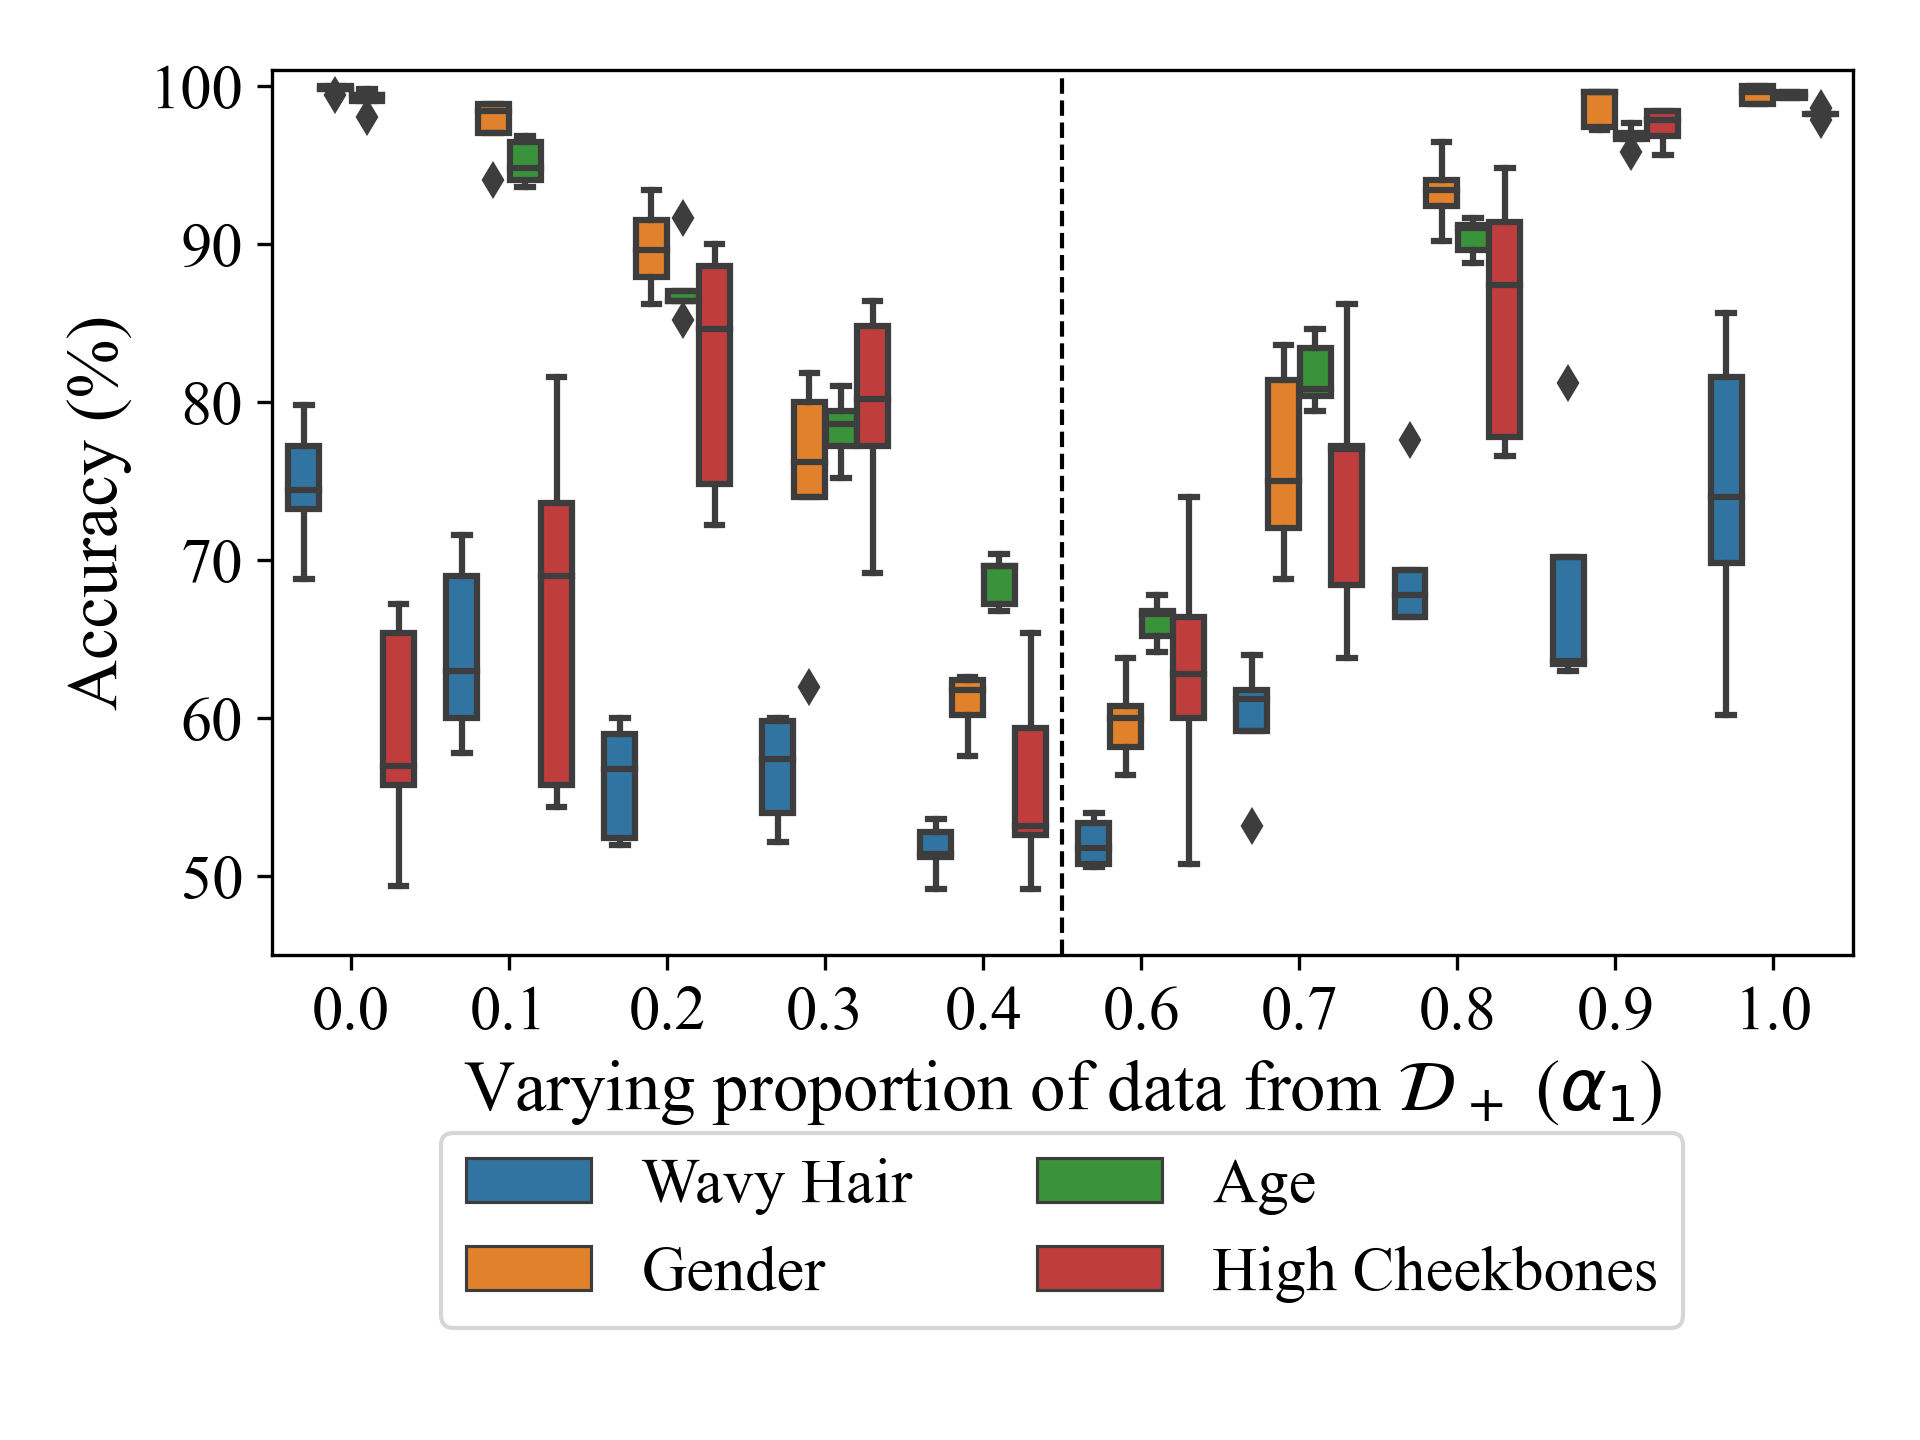 100
90
80
70
60
50
Accuracy (%)
0.0 0.1 0.2 0.3 0.4 0.6 0.7 0.8 0.9 1.0
Varying proportion of data from 𝒟₊ (α₁)
Wavy Hair Age
Gender High Cheekbones